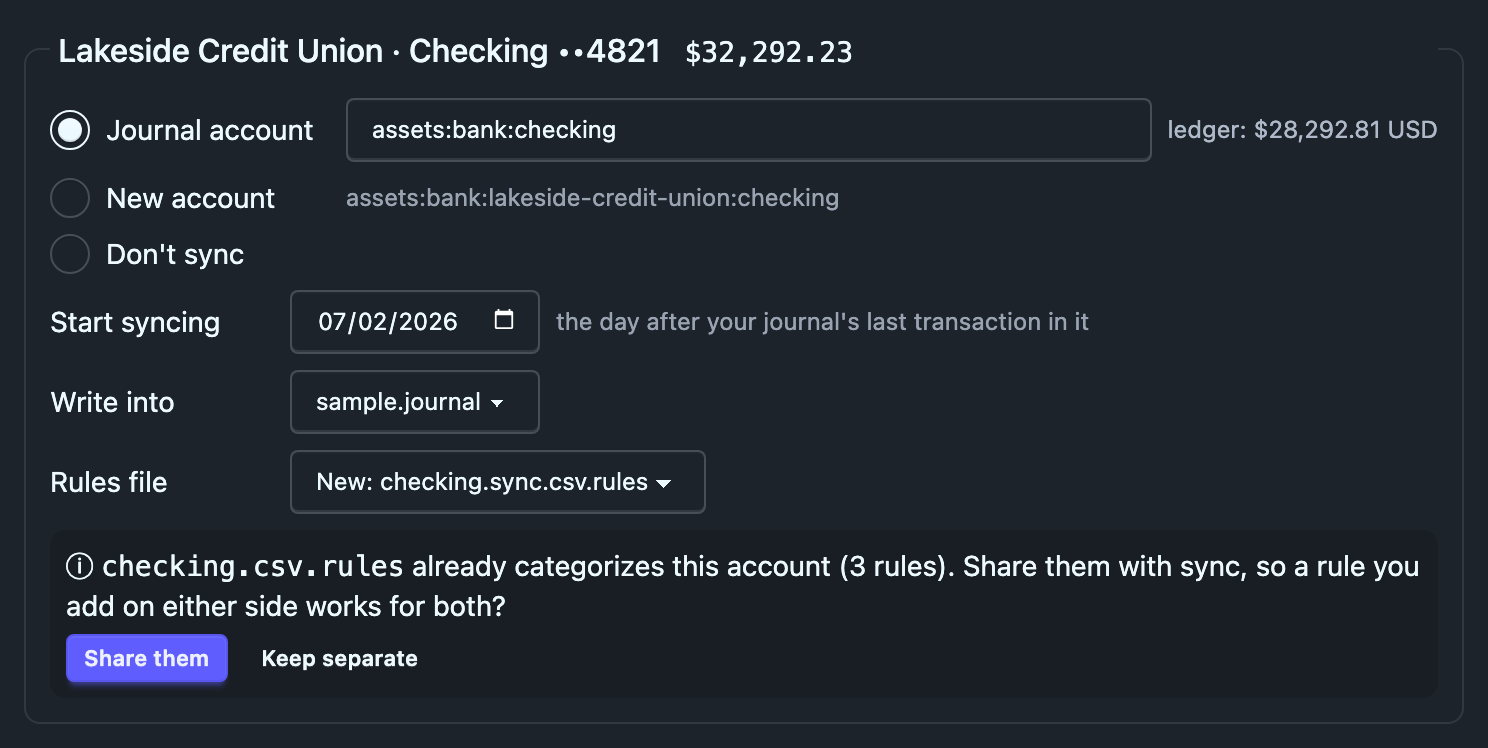 Lakeside Credit Union · Checking ••4821 $32,292.23
Journal account assets:bank:checking ledger: $28,292.81 USD
New account assets:bank:lakeside-credit-union:checking
Don't sync
Start syncing 07/02/2026 the day after your journal's last transaction in it
Write into sample.journal
Rules file New: checking.sync.csv.rules
checking.csv.rules already categorizes this account (3 rules). Share them with sync, so a rule you
add on either side works for both?
Share them Keep separate